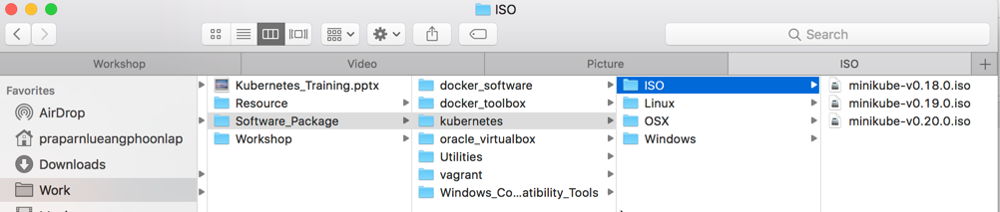 ISO
Search
Workshop
Video
Picture
ISO
Favorites
AirDrop
praparnlueangphoonlap
Downloads
Work
Kubernetes_Training.pptx
Resource
Software_Package
Workshop
docker_software
docker_toolbox
kubernetes
oracle_virtualbox
Utilities
vagrant
Windows_Co...atibility_Tools
ISO
Linux
OSX
Windows
minikube-v0.18.0.iso
minikube-v0.19.0.iso
minikube-v0.20.0.iso